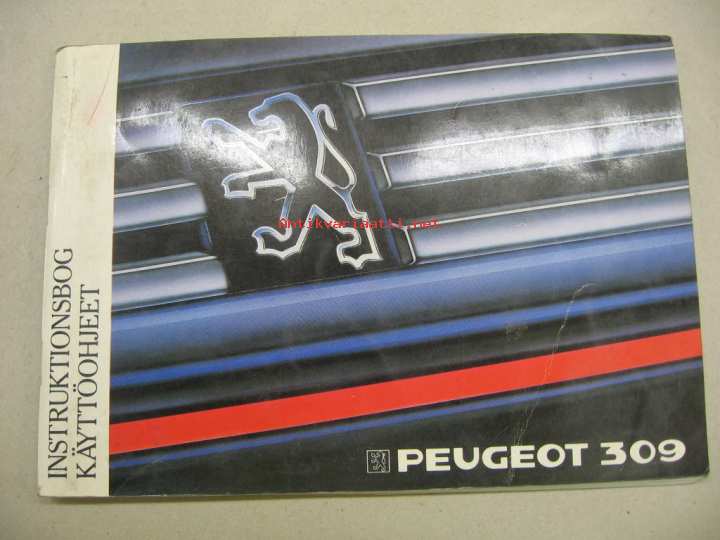 INSTRUKTIONSBOG
KÄYTTÖOHJEET
Antikvariaatti.net
PEUGEOT 309